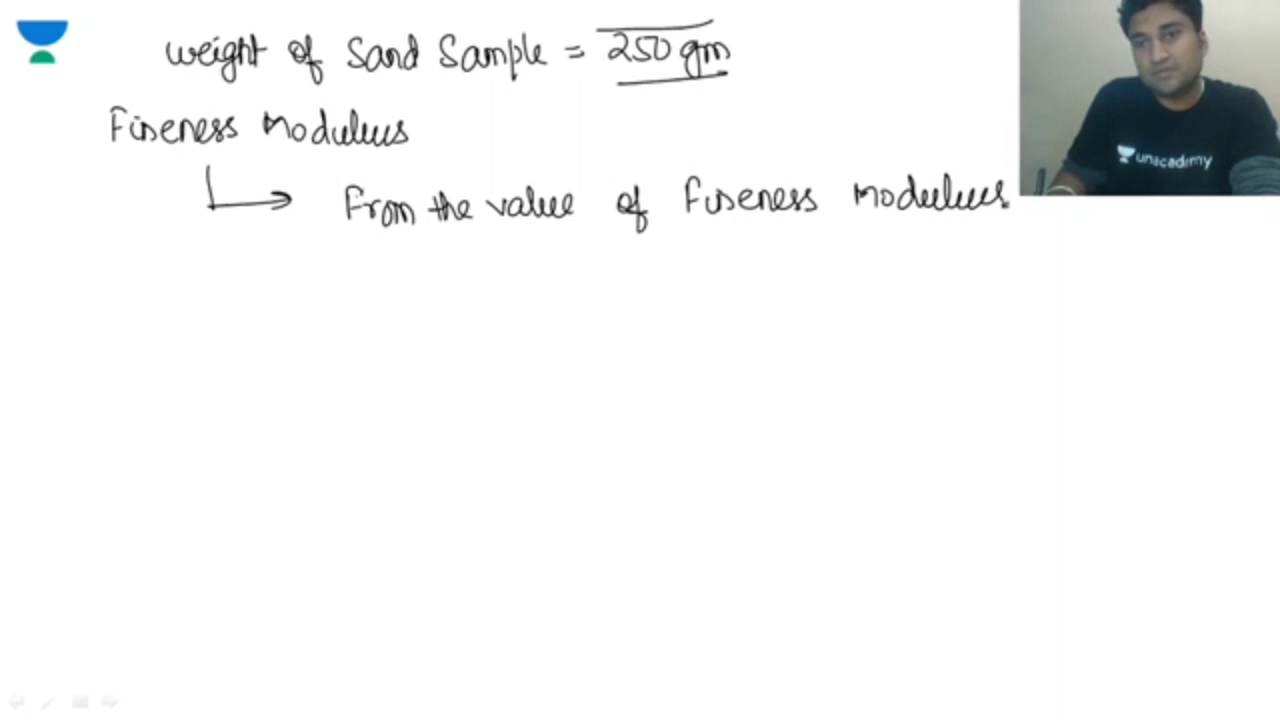 weight of Sand Sample = 250 gm
Fineness Modulus
From the value of Fineness Modulus
unacademy